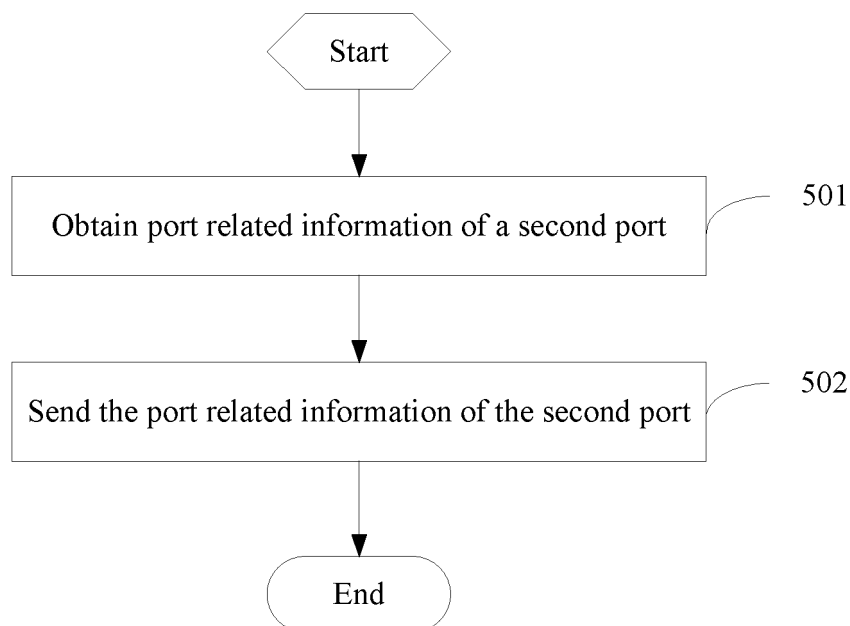 Start
Obtain port related information of a second port
501
Send the port related information of the second port
502
End